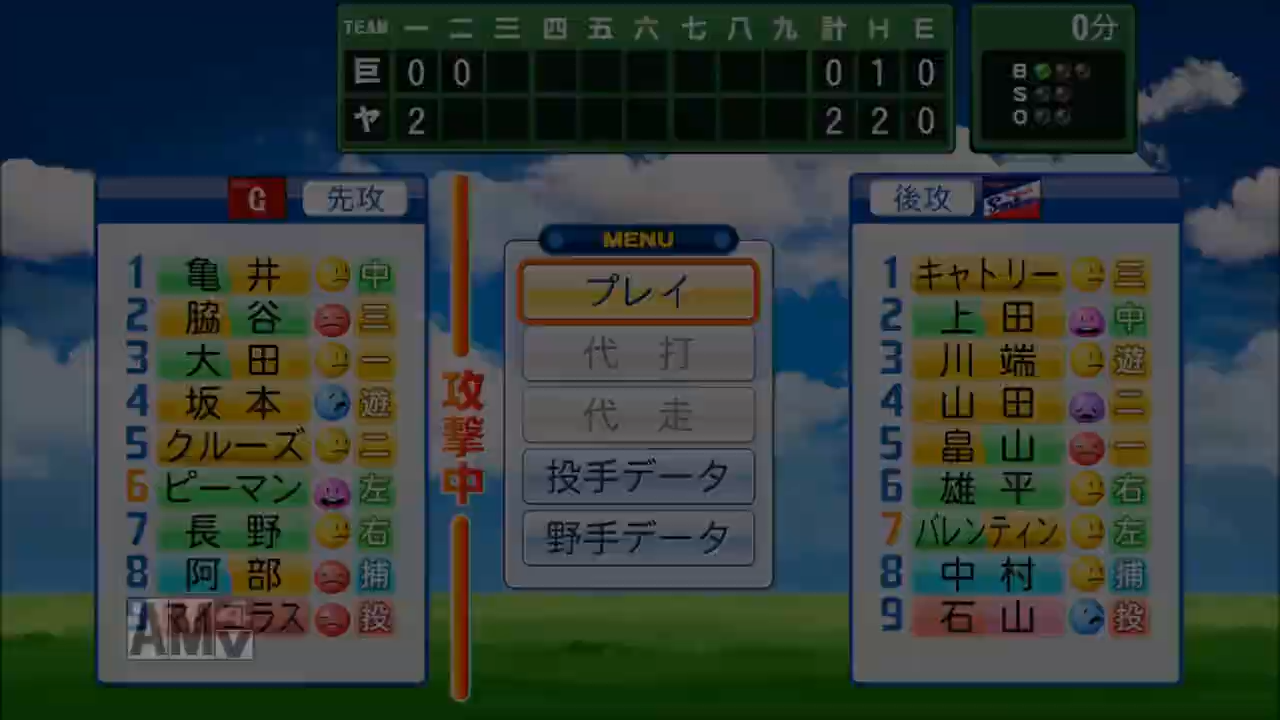 TEAM 一 二 三 四 五 六 七 八 九 計 H E
巨 0 0 0 1 0
ヤ 2 2 2 0
0分
B
S
O
G 先攻
1 亀井 中
2 脇谷 三
3 大田 一
4 坂本 遊
5 クルーズ 二
6 ピーマン 左
7 長野 右
8 阿部 捕
9 マイコラス 投
AMV
攻撃中
MENU
プレイ
代打
代走
投手データ
野手データ
後攻
1 キャトリー 三
2 上田 中
3 川端 遊
4 山田 二
5 畠山 一
6 雄平 右
7 バレンティン 左
8 中村 捕
9 石山 投